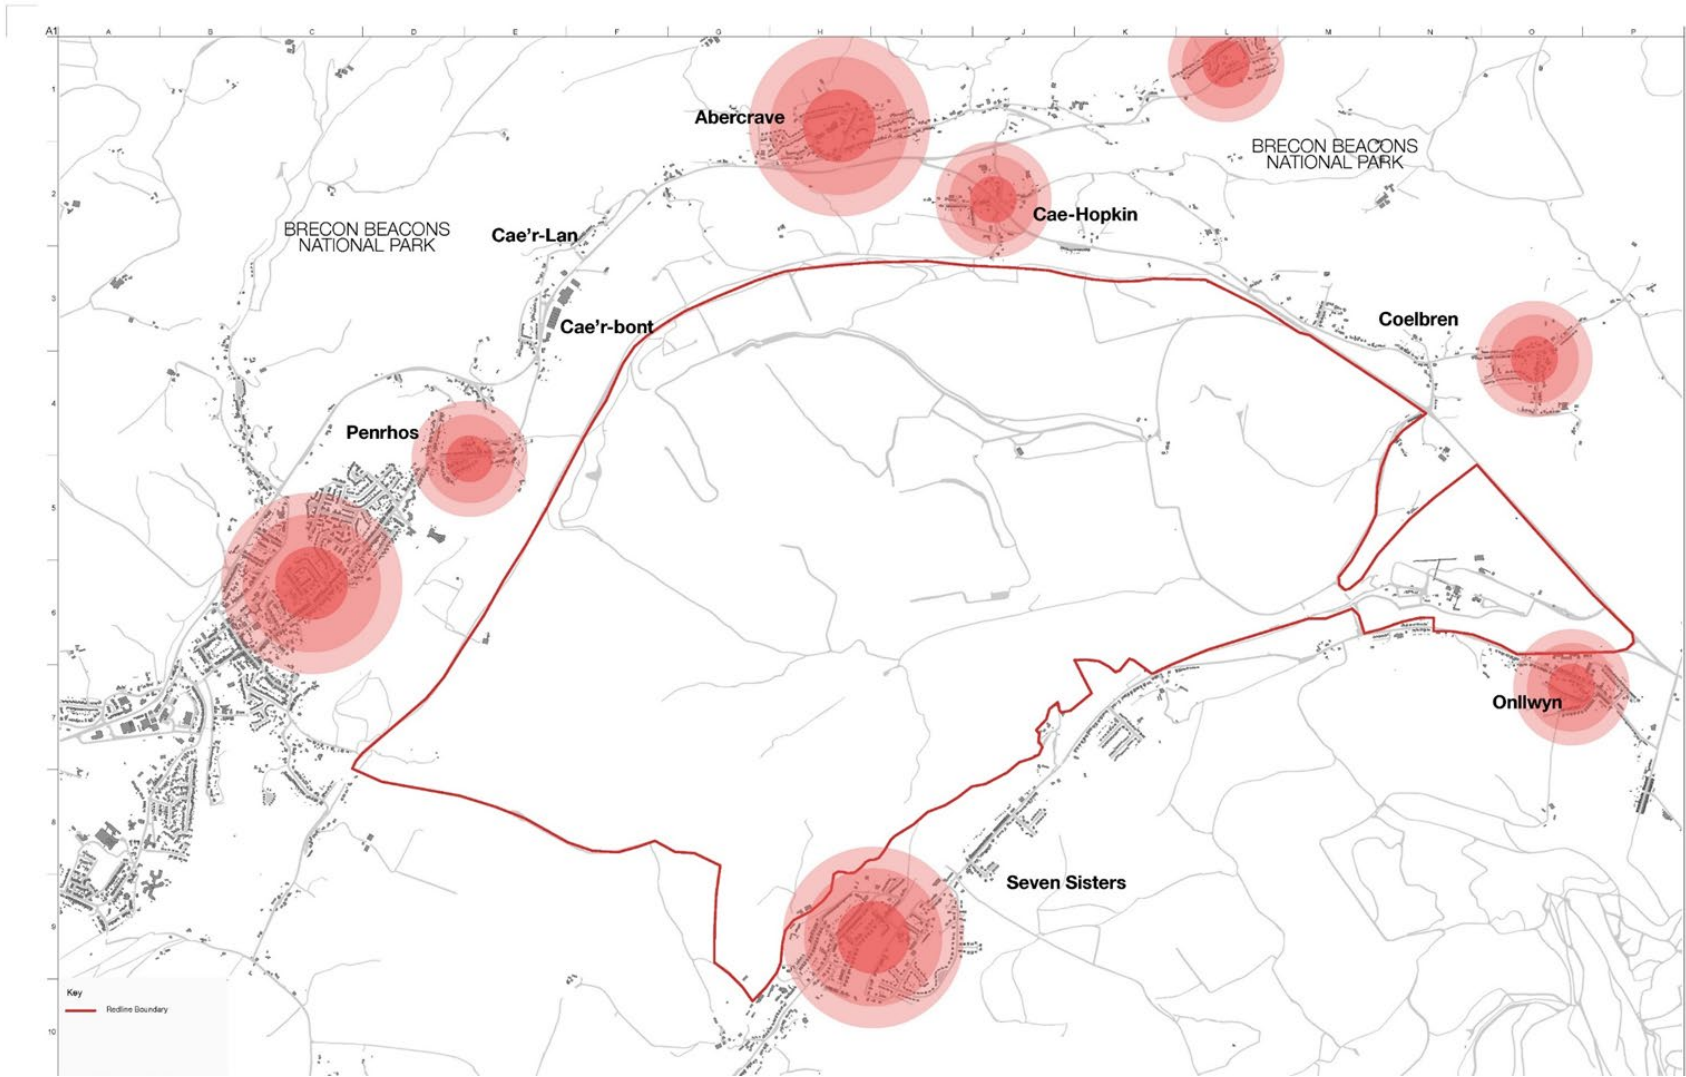 A1 A B C D E F G H I J K L M N O P
1
Abercrave
BRECON BEACONS
NATIONAL PARK
2
Cae-Hopkin
BRECON BEACONS
NATIONAL PARK
Cae'r-Lan
3
Coelbren
Cae'r-bont
4
Penrhos
5
6
Onllwyn
7
8
Seven Sisters
9
Key
Redline Boundary
10